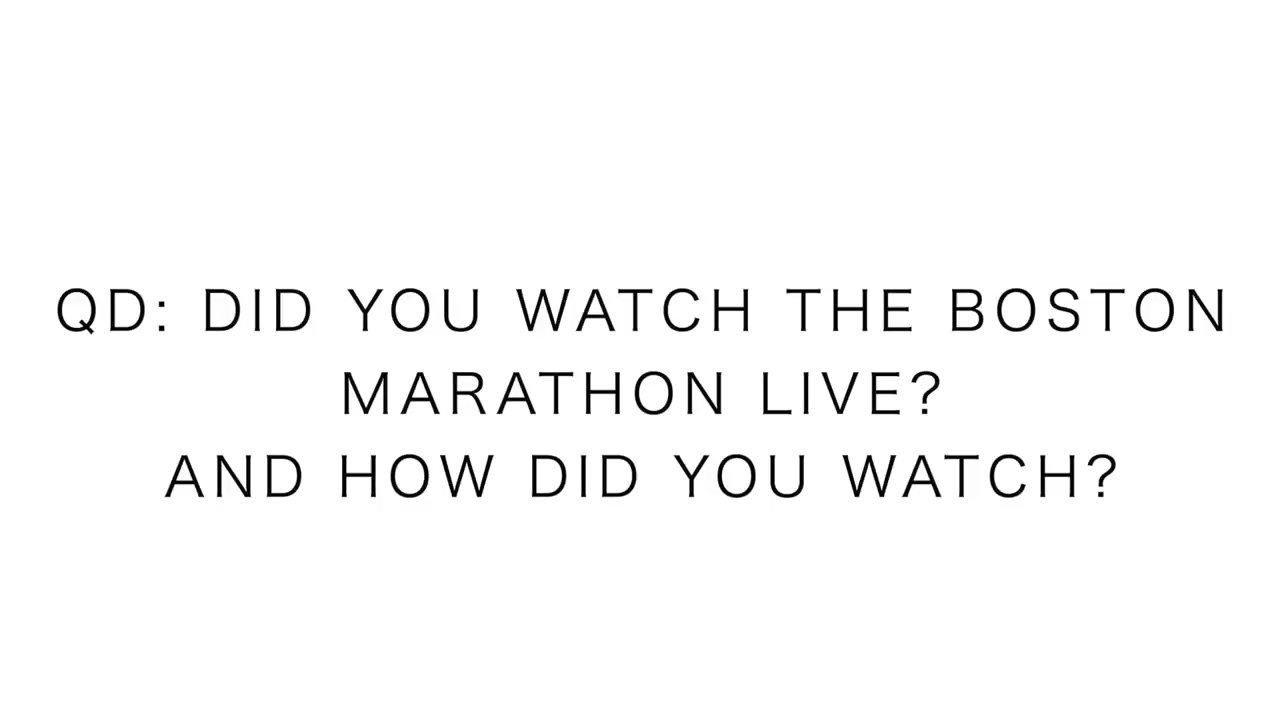 QD: DID YOU WATCH THE BOSTON
MARATHON LIVE?
AND HOW DID YOU WATCH?